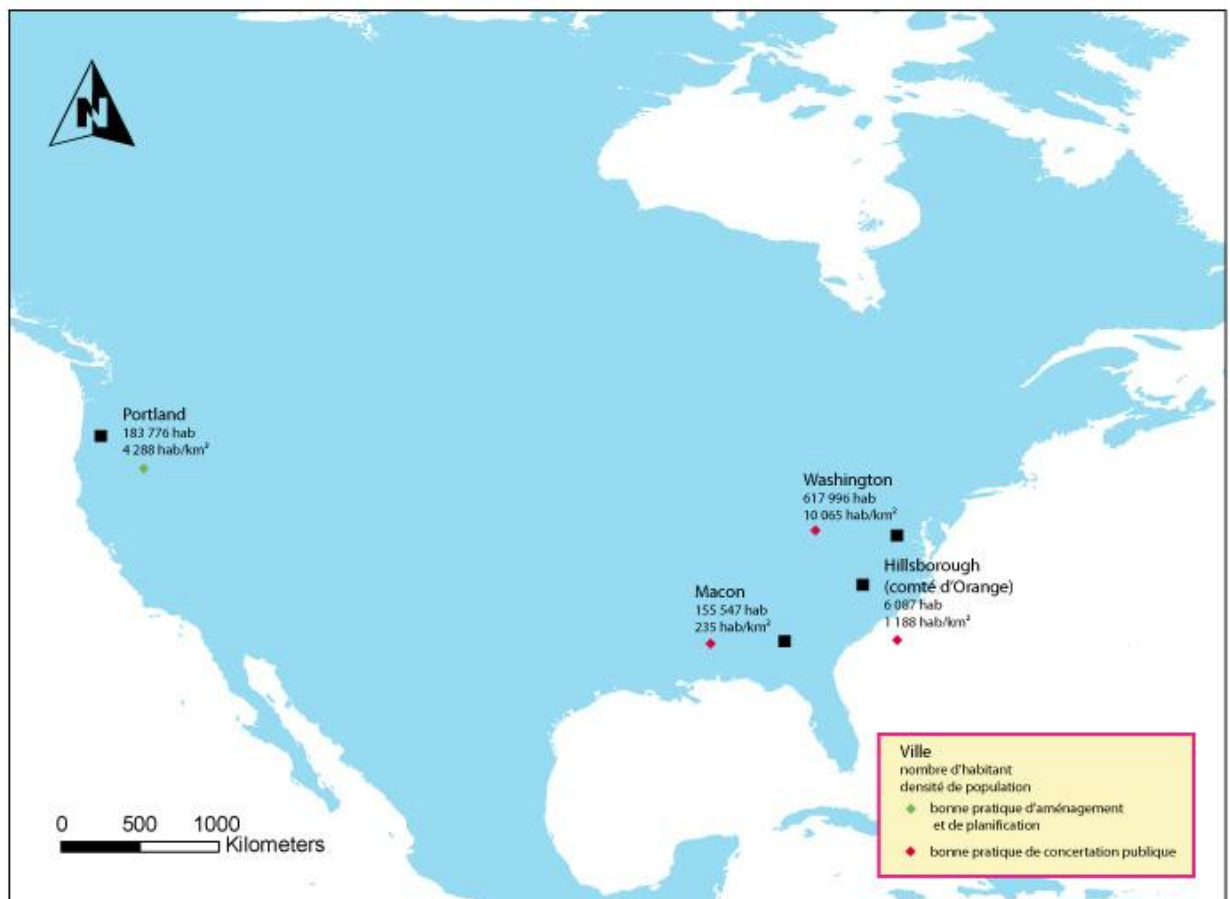 N
Portland
183 776 hab
4 288 hab/km²
Washington
617 996 hab
10 065 hab/km²
Hillsborough
(comté d'Orange)
6 087 hab
1 188 hab/km²
Macon
155 547 hab
235 hab/km²
Ville
nombre d'habitant
densité de population
bonne pratique d'aménagement
et de planification
bonne pratique de concertation publique
0 500 1000
Kilometers